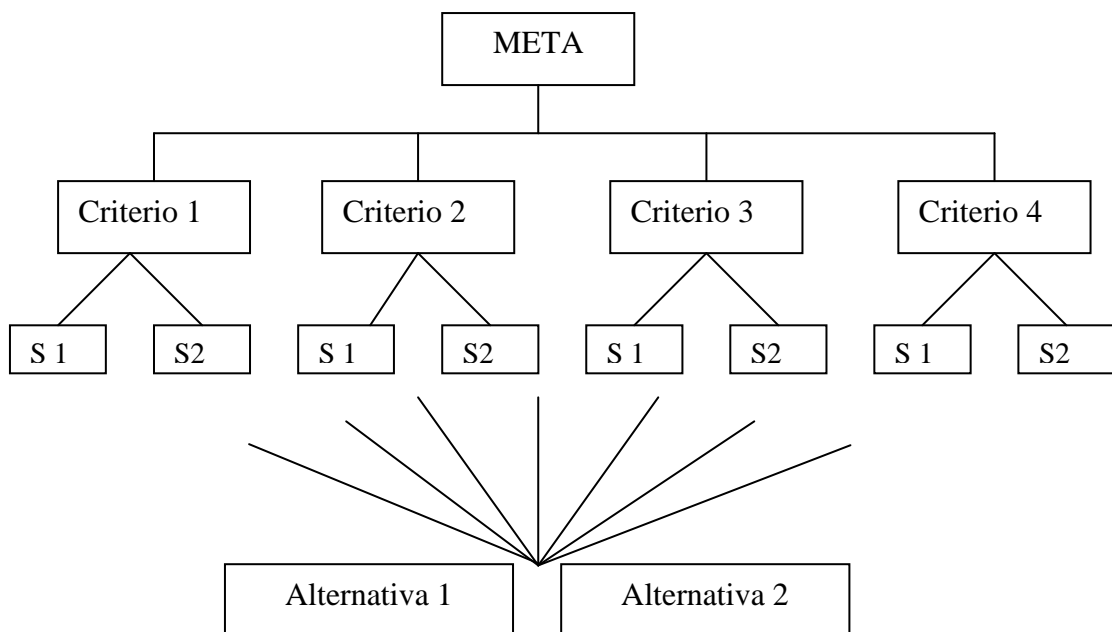 META
Criterio 1 Criterio 2 Criterio 3 Criterio 4
S 1 S2 S 1 S2 S 1 S2 S 1 S2
Alternativa 1 Alternativa 2